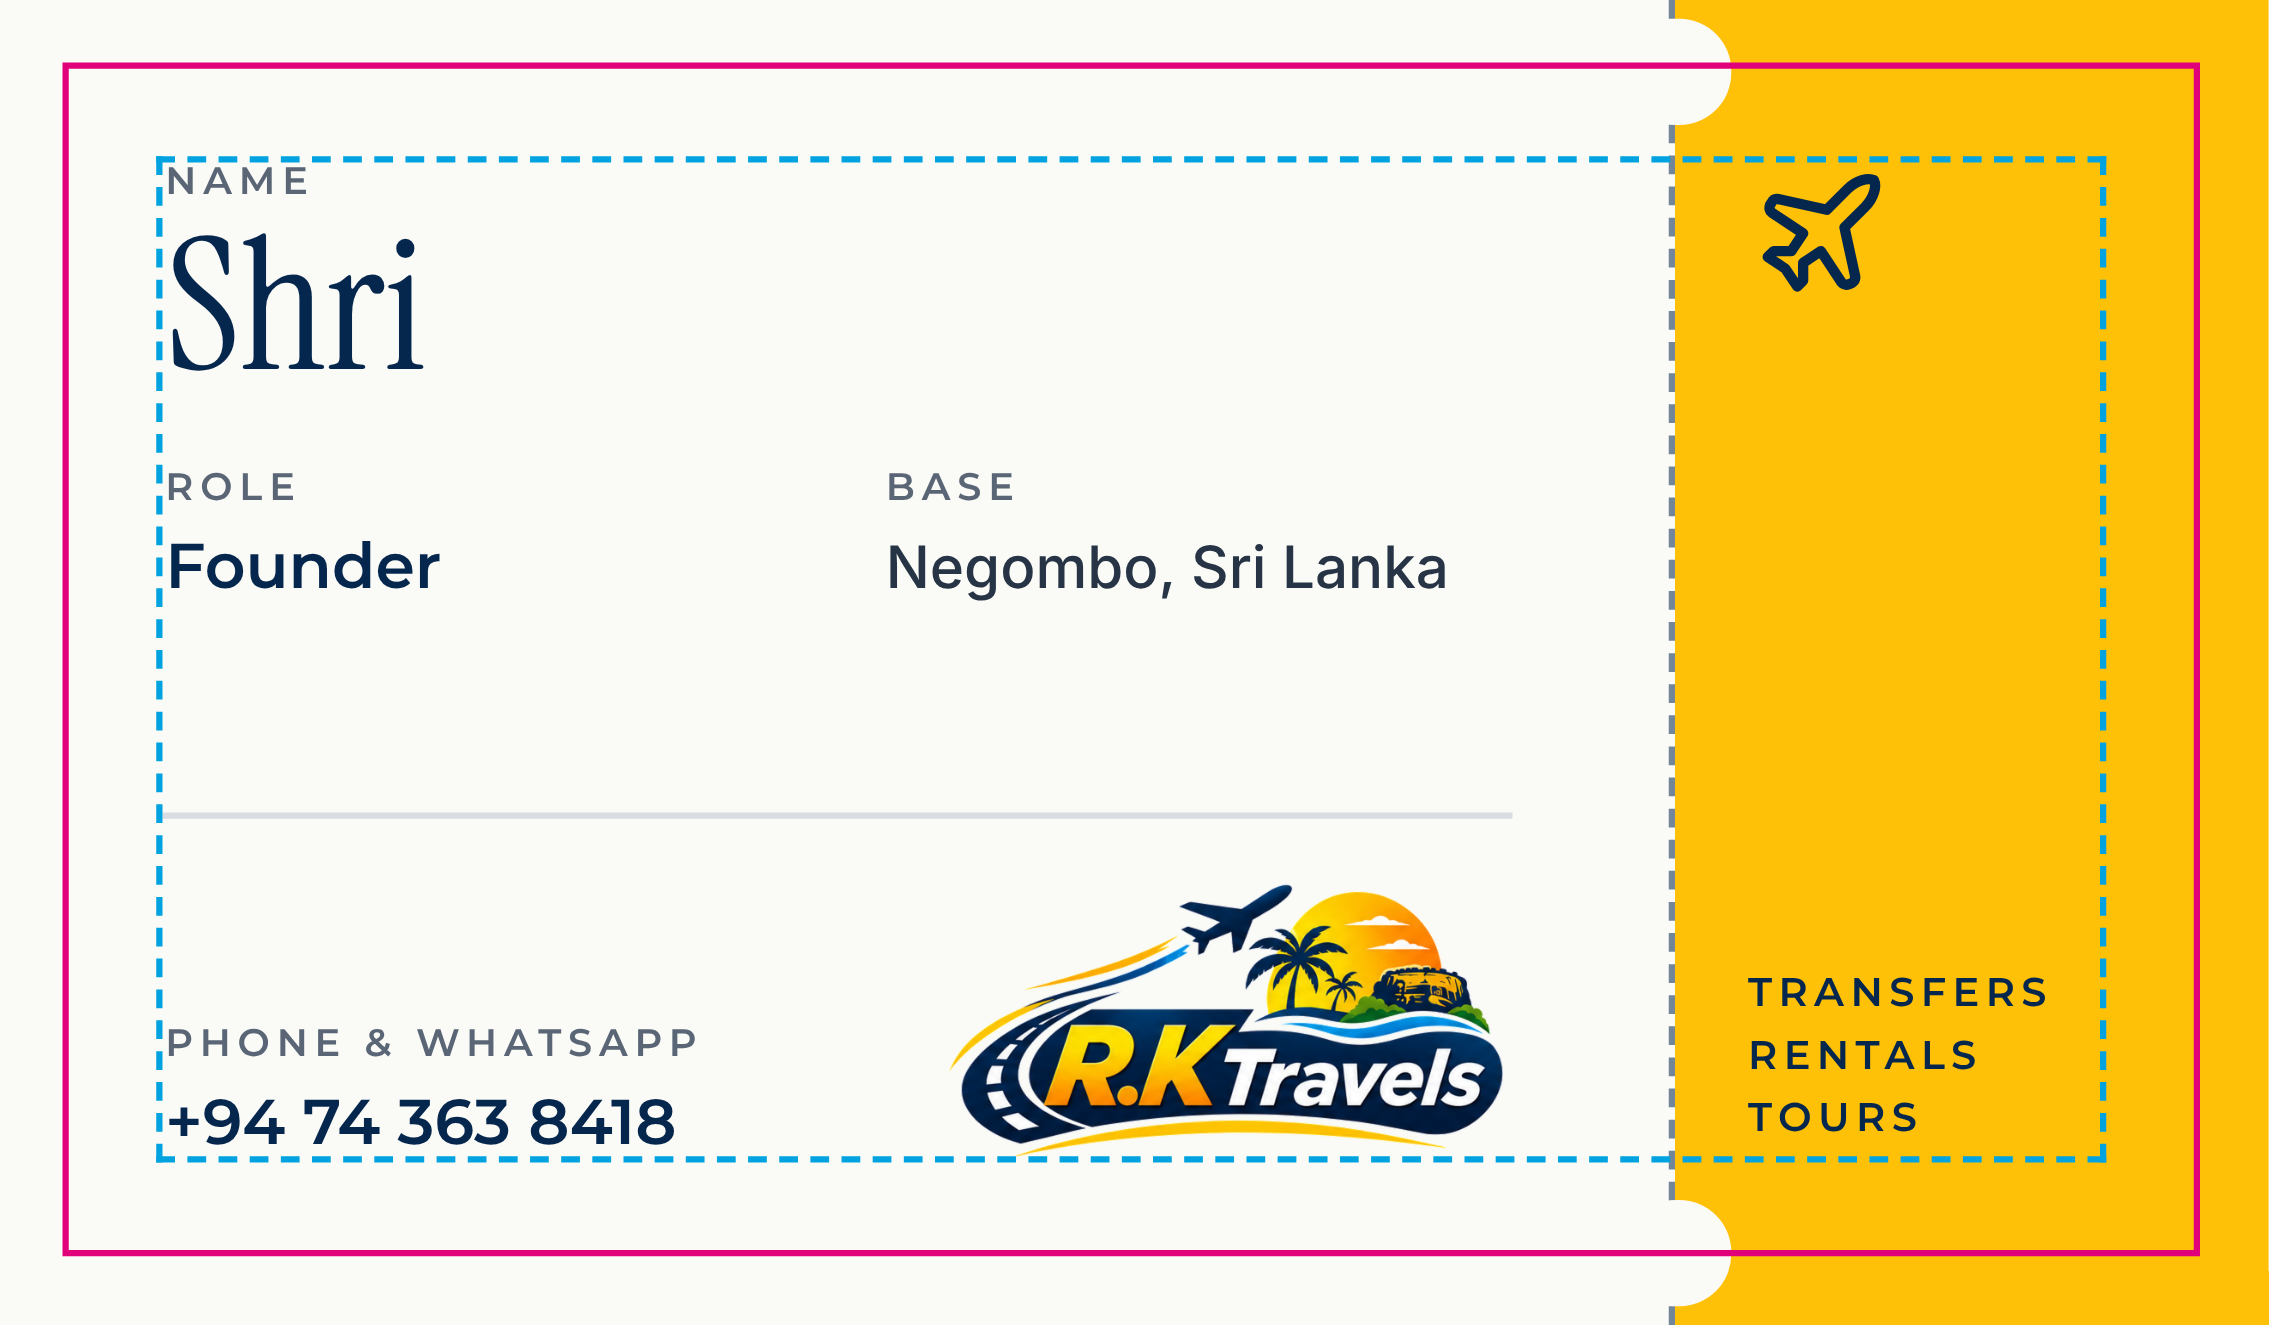 NAME
Shri
ROLE
Founder
BASE
Negombo, Sri Lanka
PHONE & WHATSAPP
+94 74 363 8418
R.K Travels
TRANSFERS
RENTALS
TOURS